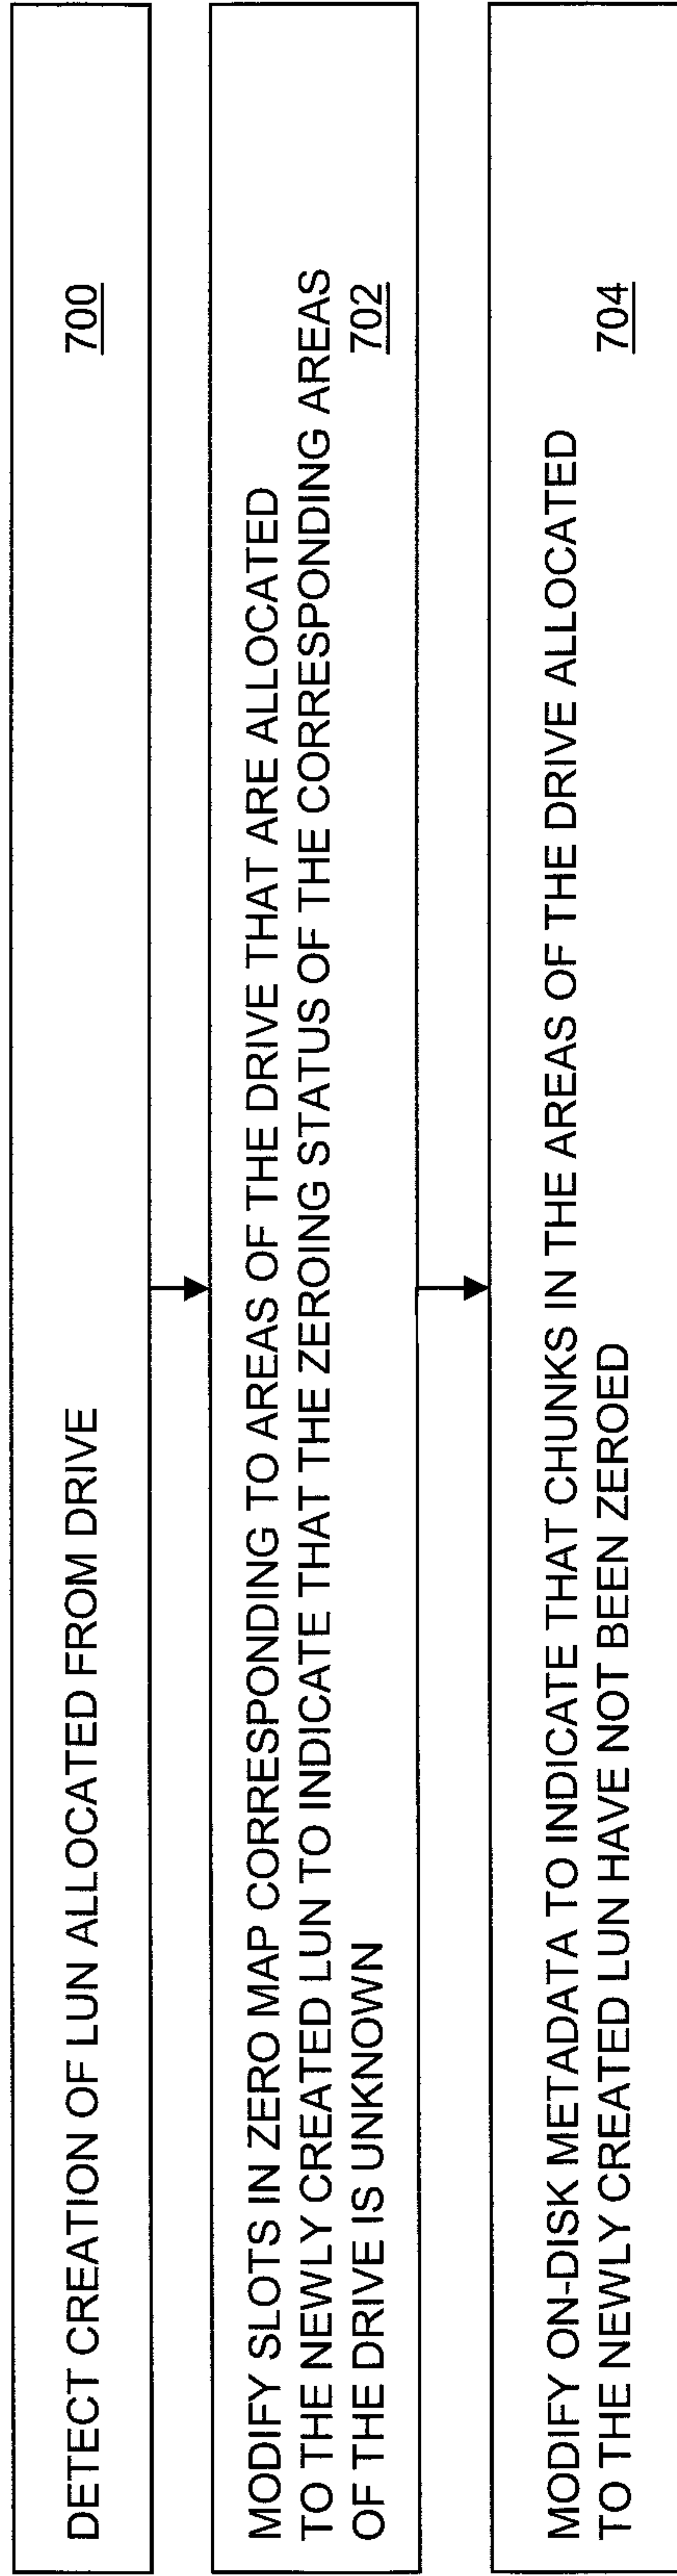 DETECT CREATION OF LUN ALLOCATED FROM DRIVE
700
MODIFY SLOTS IN ZERO MAP CORRESPONDING TO AREAS OF THE DRIVE THAT ARE ALLOCATED
TO THE NEWLY CREATED LUN TO INDICATE THAT THE ZEROING STATUS OF THE CORRESPONDING AREAS
OF THE DRIVE IS UNKNOWN
702
MODIFY ON-DISK METADATA TO INDICATE THAT CHUNKS IN THE AREAS OF THE DRIVE ALLOCATED
TO THE NEWLY CREATED LUN HAVE NOT BEEN ZEROED
704